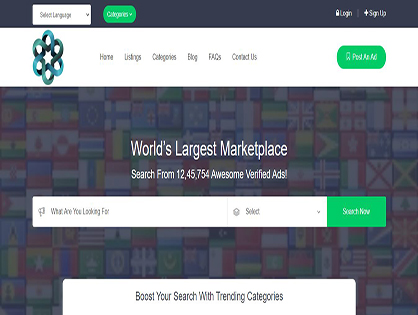 Select Language
Categories
Login | Sign Up
Home Listings Categories Blog FAQs Contact Us
Post An Ad
World's Largest Marketplace
Search From 12,45,754 Awesome Verified Ads!
What Are You Looking For
Select
Search Now
Boost Your Search With Trending Categories